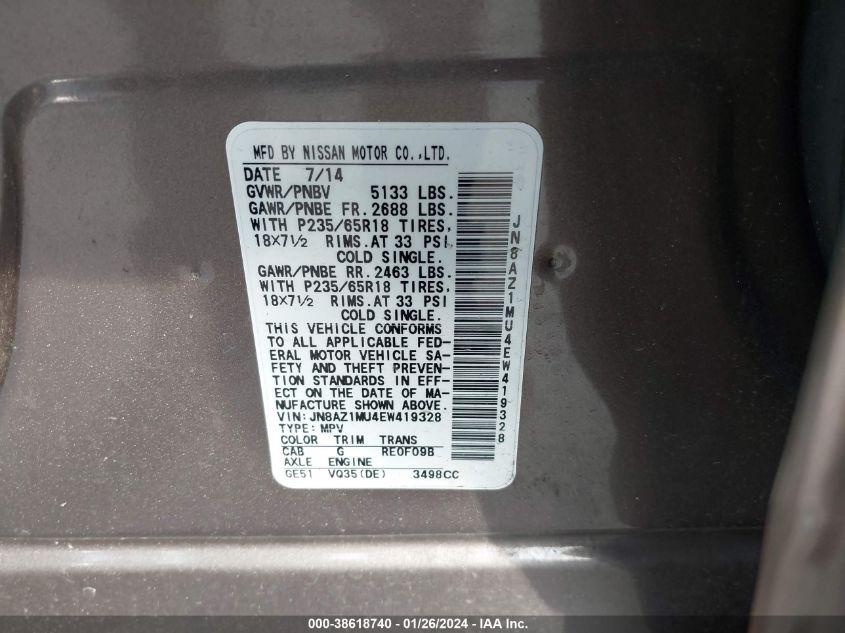 MFD BY NISSAN MOTOR CO.,LTD.
DATE 7/14
GVWR/PNBV 5133 LBS.
GAWR/PNBE FR. 2688 LBS.
WITH P235/65R18 TIRES,
18X7½ RIMS. AT 33 PSI
COLD SINGLE.
GAWR/PNBE RR. 2463 LBS.
WITH P235/65R18 TIRES,
18X7½ RIMS. AT 33 PSI
COLD SINGLE.
THIS VEHICLE CONFORMS
TO ALL APPLICABLE FED-
ERAL MOTOR VEHICLE SA-
FETY AND THEFT PREVEN-
TION STANDARDS IN EFF-
ECT ON THE DATE OF MA-
NUFACTURE SHOWN ABOVE.
VIN: JN8AZ1MU4EW419328
TYPE: MPV
COLOR TRIM TRANS
CAB G RE0F09B
AXLE ENGINE
GE51 VQ35(DE) 3498CC
JN8AZ1MU4EW419328
000-38618740 - 01/26/2024 - IAA Inc.